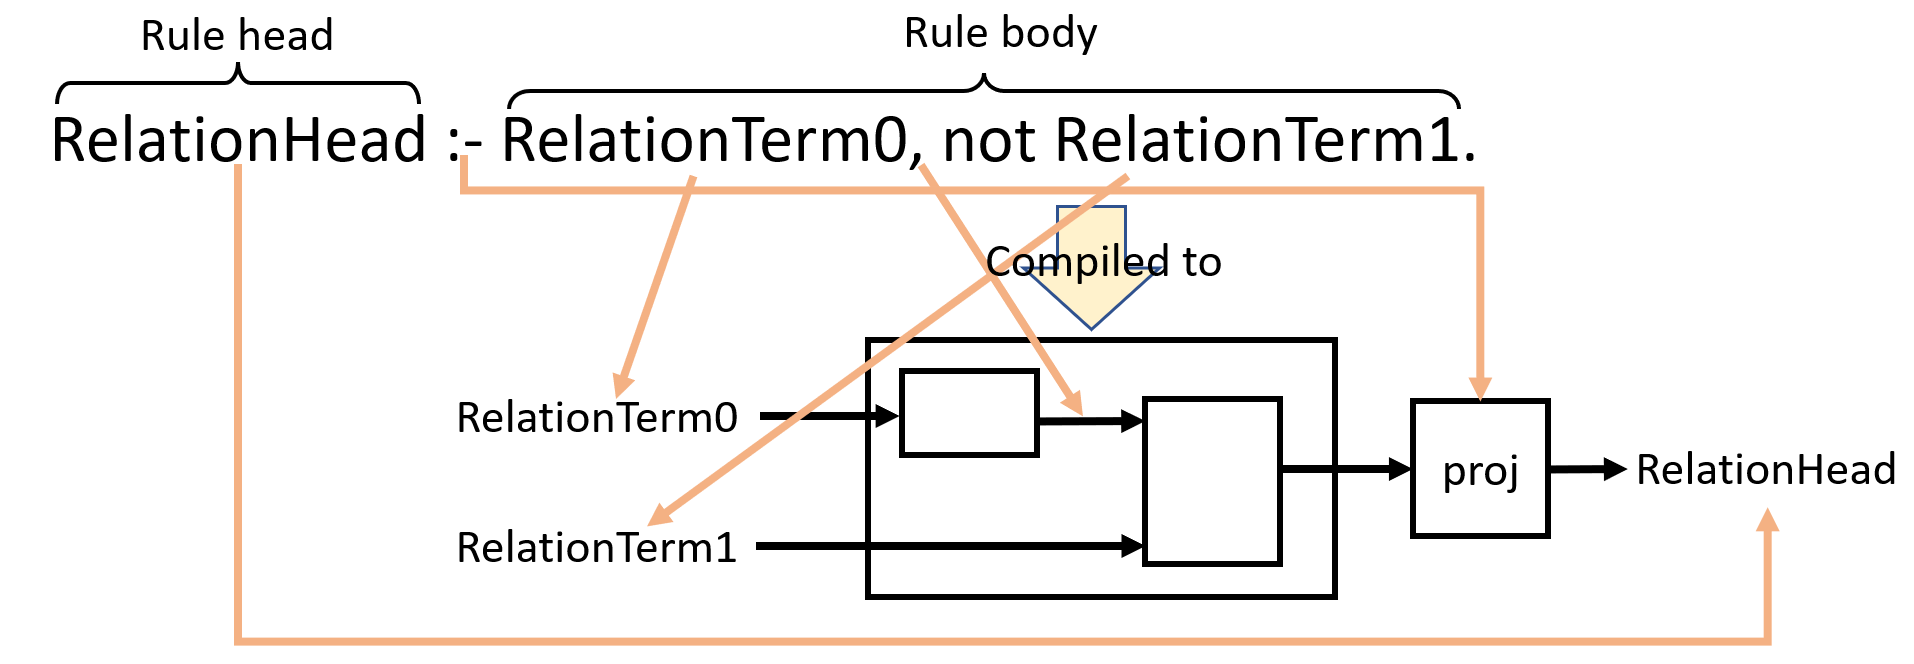 Rule head
Rule body
RelationHead :- RelationTerm0, not RelationTerm1.
Compiled to
RelationTerm0
proj
RelationHead
RelationTerm1